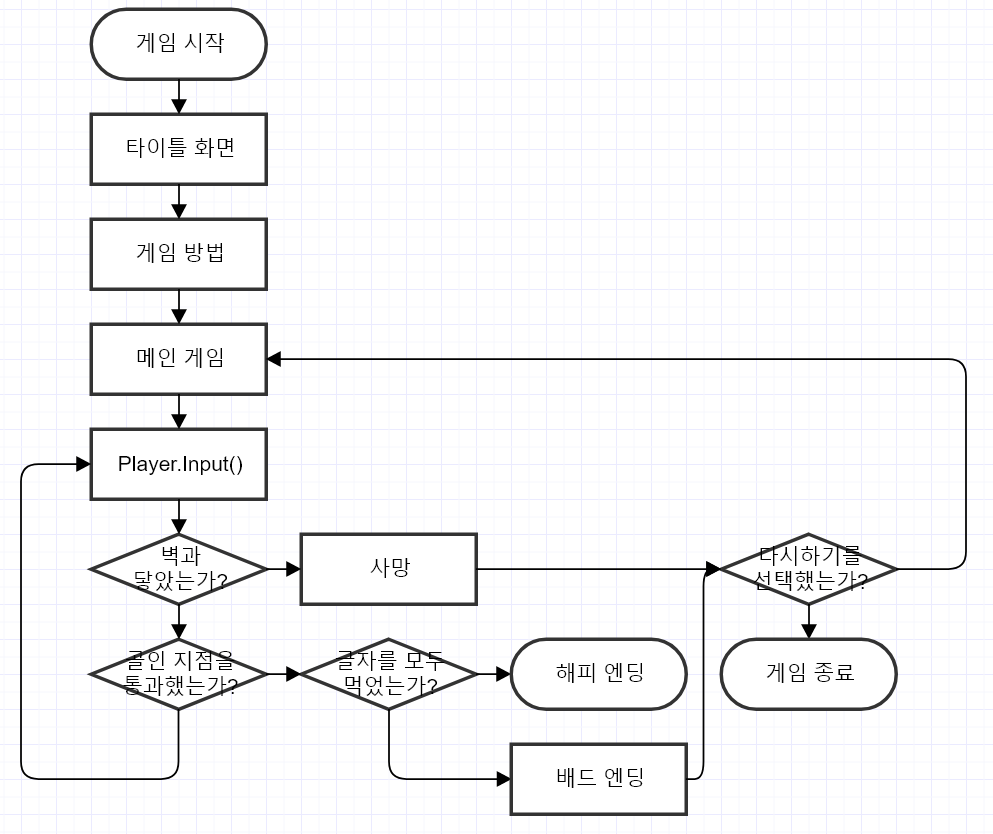 게임 시작
타이틀 화면
게임 방법
메인 게임
Player.Input()
벽과
닿았는가?
사망
다시하기를
선택했는가?
골인 지점을
통과했는가?
글자를 모두
먹었는가?
해피 엔딩
게임 종료
배드 엔딩